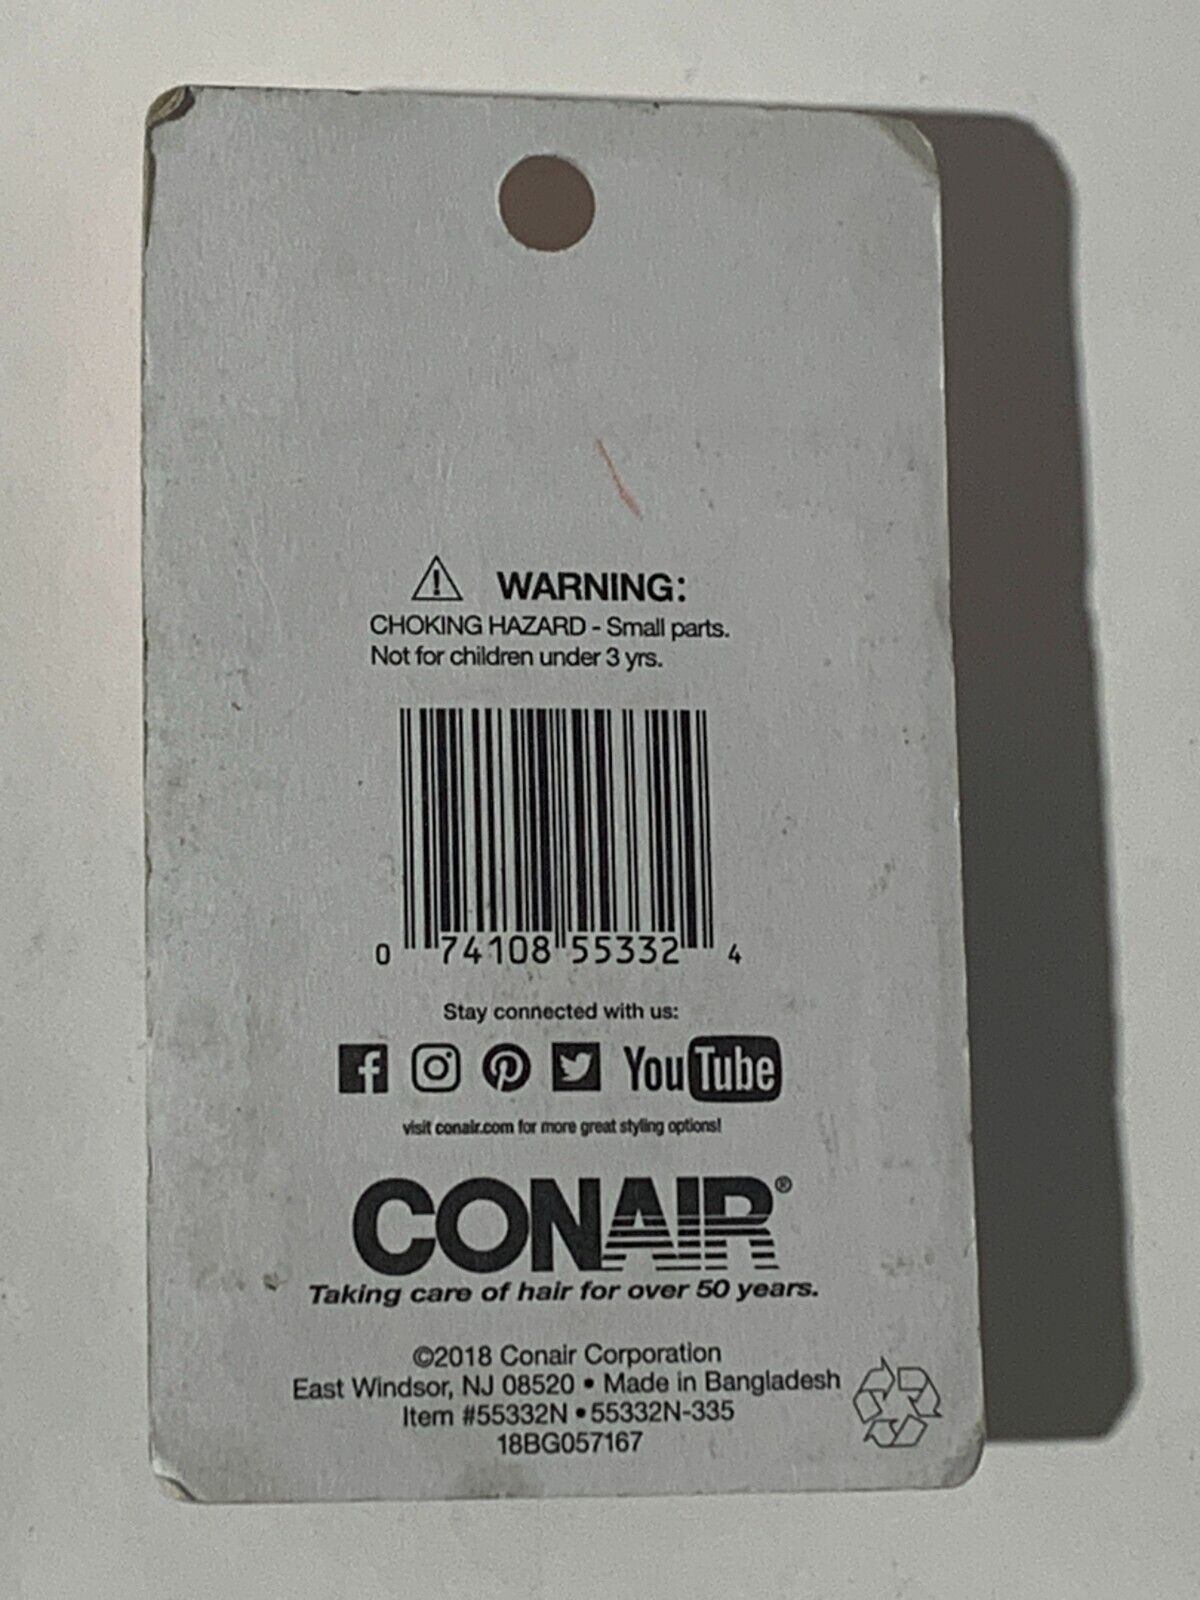 WARNING:
CHOKING HAZARD - Small parts.
Not for children under 3 yrs.
0 74108 55332 4
Stay connected with us:
YouTube
visit conair.com for more great styling options!
CONAIR®
Taking care of hair for over 50 years.
©2018 Conair Corporation
East Windsor, NJ 08520 • Made in Bangladesh
Item #55332N • 55332N-335
18BG057167